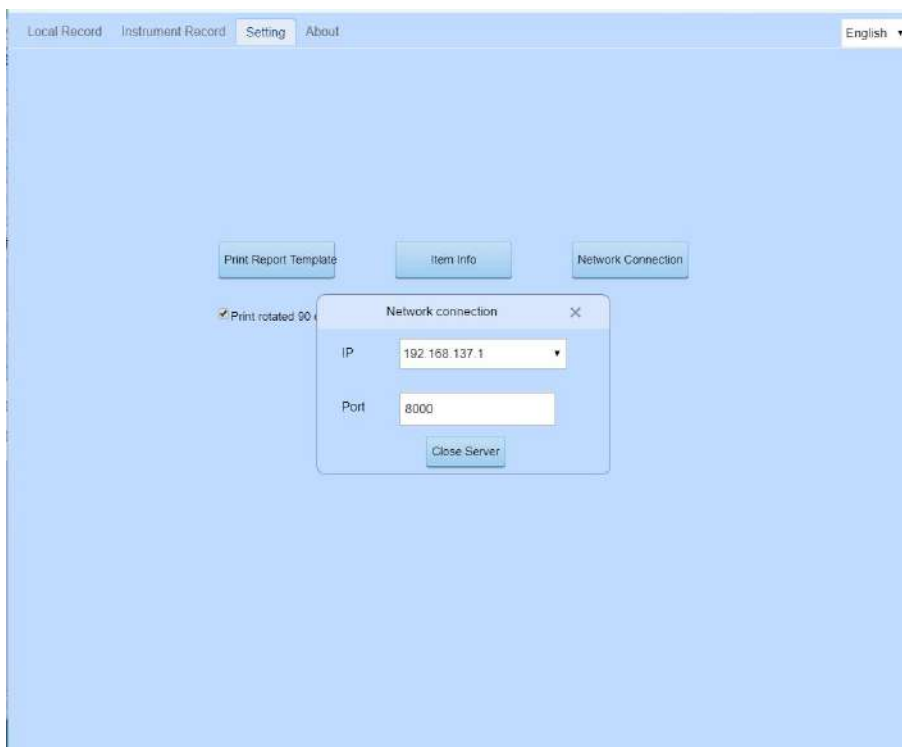 Local Record Instrument Record Setting About English
Print Report Template Item Info Network Connection
Print rotated 90
Network connection
IP 192.168.137.1
Port 8000
Close Server